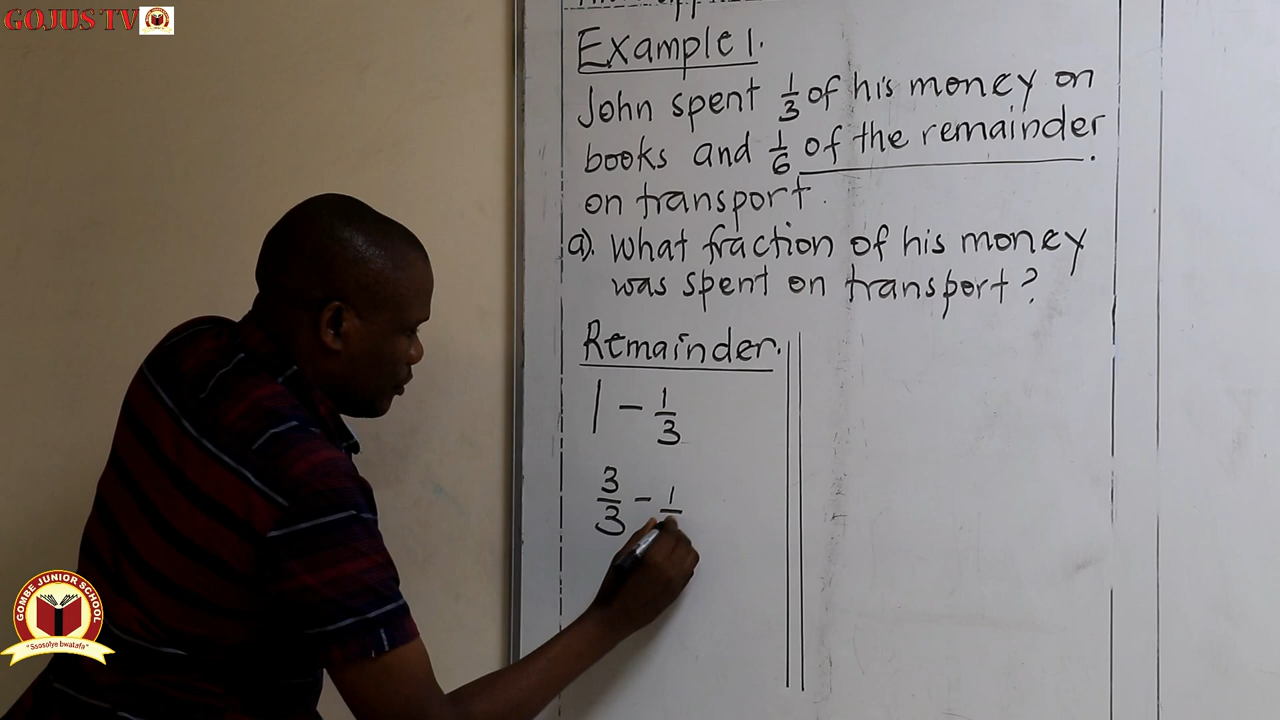 GOJUS TV
Example 1.
John spent 1/3 of his money on
books and 1/6 of the remainder.
on transport.
a). What fraction of his money
was spent on transport?
Remainder.
1 - 1/3
3/3 - 1/
GOMBE JUNIOR SCHOOL
"Ssosolye bwatafa"